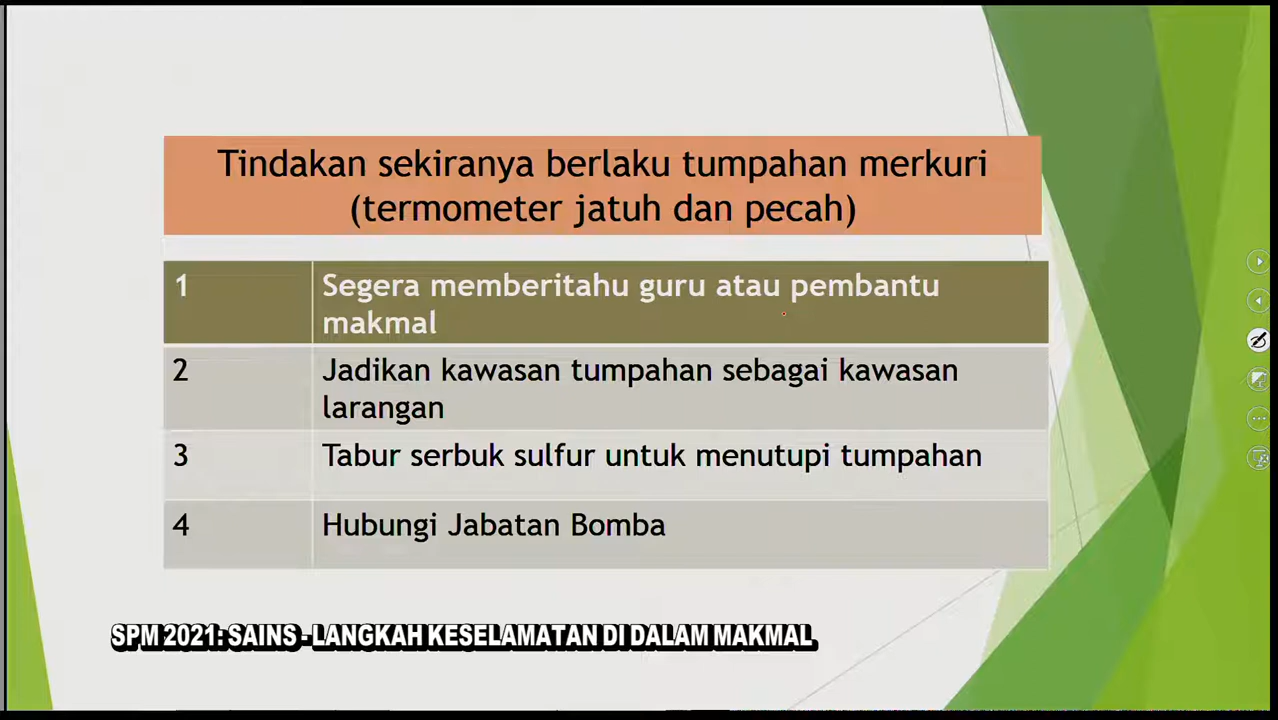 Tindakan sekiranya berlaku tumpahan merkuri
(termometer jatuh dan pecah)
1
Segera memberitahu guru atau pembantu
makmal
2
Jadikan kawasan tumpahan sebagai kawasan
larangan
3
Tabur serbuk sulfur untuk menutupi tumpahan
4
Hubungi Jabatan Bomba
SPM 2021: SAINS - LANGKAH KESELAMATAN DI DALAM MAKMAL